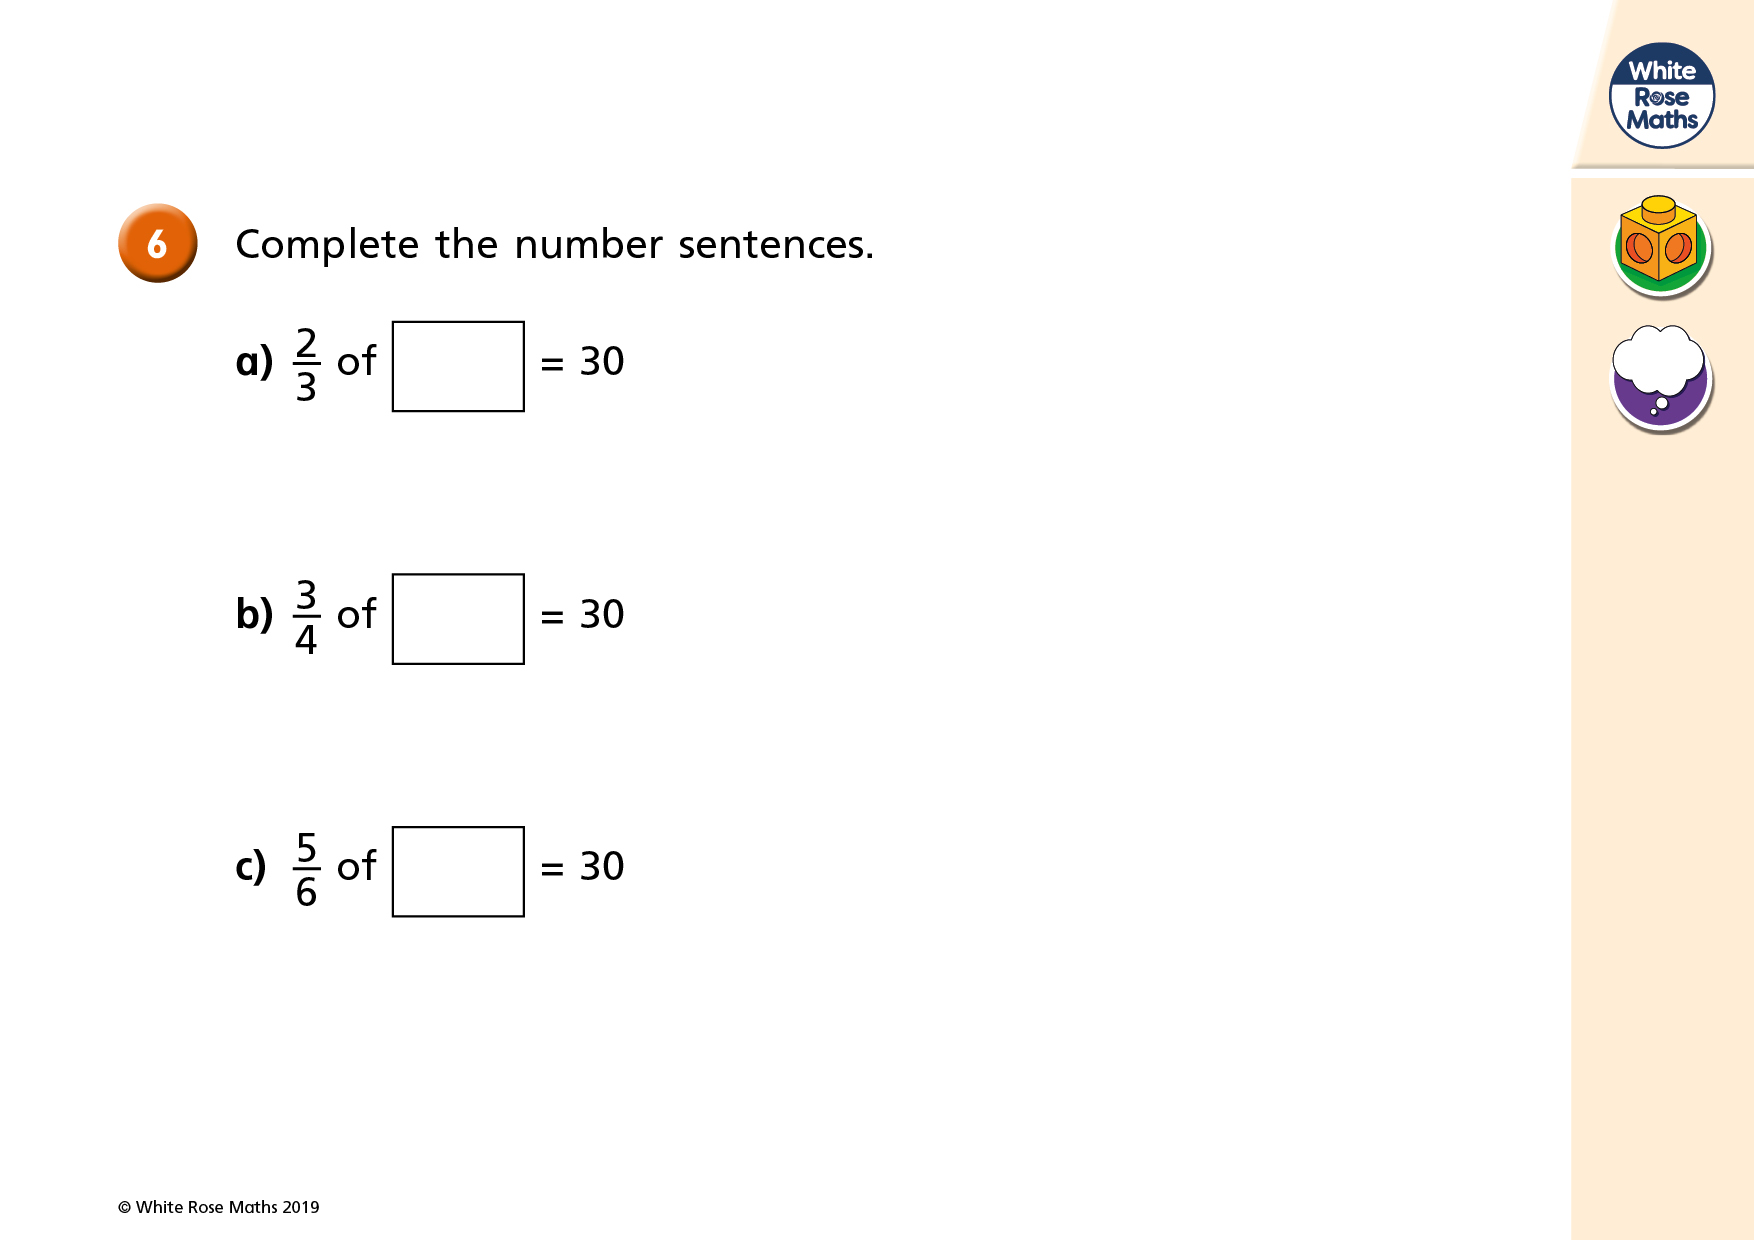 White
Rose
Maths
6 Complete the number sentences.
a) 2/3 of = 30
b) 3/4 of = 30
c) 5/6 of = 30
© White Rose Maths 2019